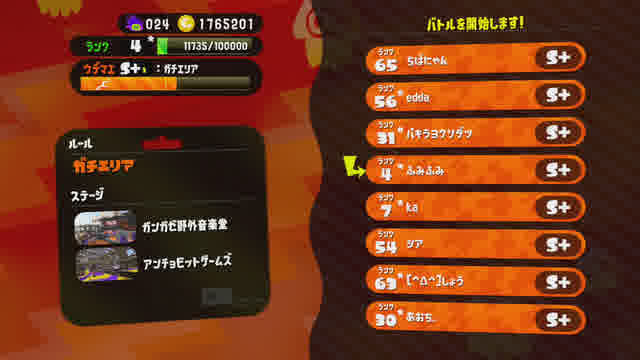 024 1765201
ランク 4* 11735/100000
ウデマエ S+1 : ガチエリア
ルール
ガチエリア
ステージ
ガンガゼ野外音楽堂
アンチョビットゲームズ
バトルを開始します!
ランク 65 ちはにゃん S+
ランク 56* edda S+
ランク 31* バキラヨクリダツ S+
ランク 4* ふみふみ S+
ランク 7* ka S+
ランク 54 シア S+
ランク 63* [^Δ^]しょう S+
ランク 30* あおち. S+